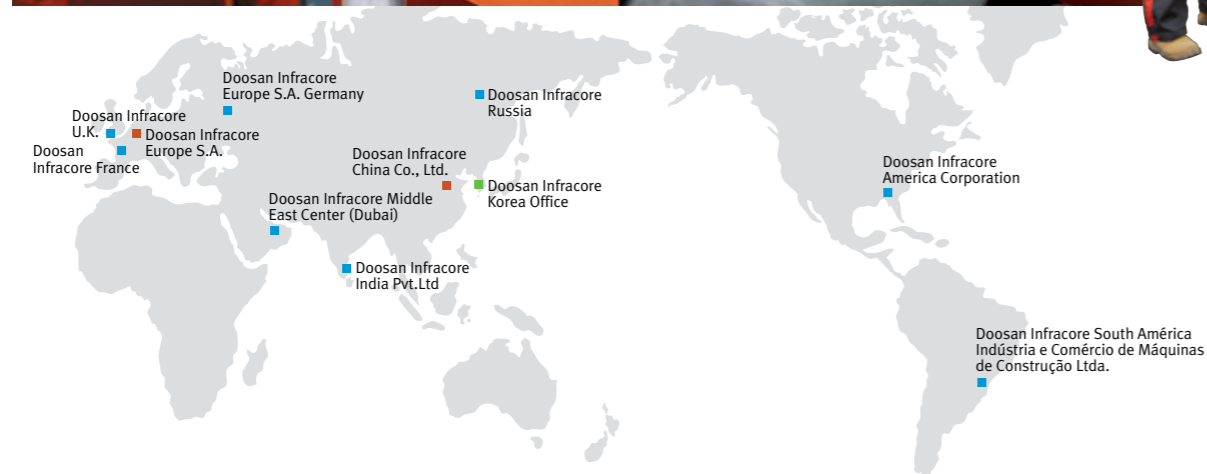 Doosan Infracore
Europe S.A. Germany
Doosan Infracore
Russia
Doosan Infracore
U.K.
Doosan Infracore
Europe S.A.
Doosan
Infracore France
Doosan Infracore
China Co., Ltd.
Doosan Infracore
Korea Office
Doosan Infracore Middle
East Center (Dubai)
Doosan Infracore
India Pvt.Ltd
Doosan Infracore
America Corporation
Doosan Infracore South América
Indústria e Comércio de Máquinas
de Construção Ltda.